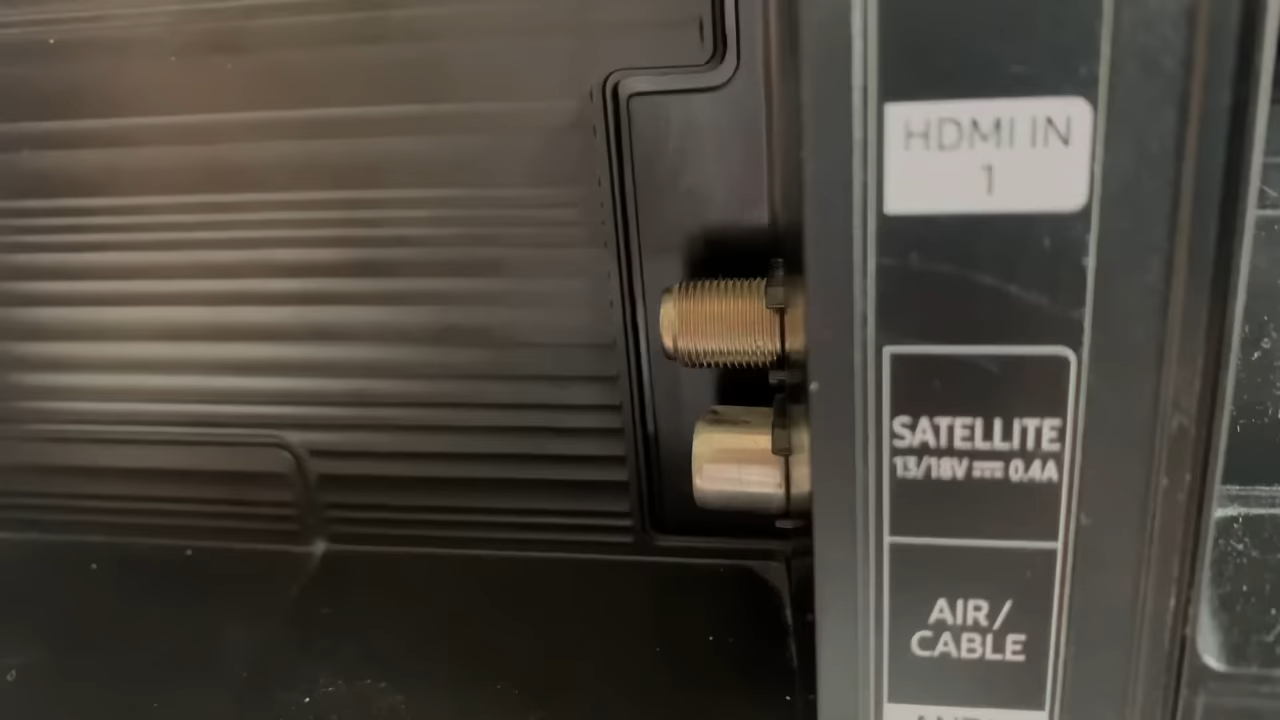 HDMI IN
1
SATELLITE
13/18V ⎓ 0.4A
AIR/
CABLE